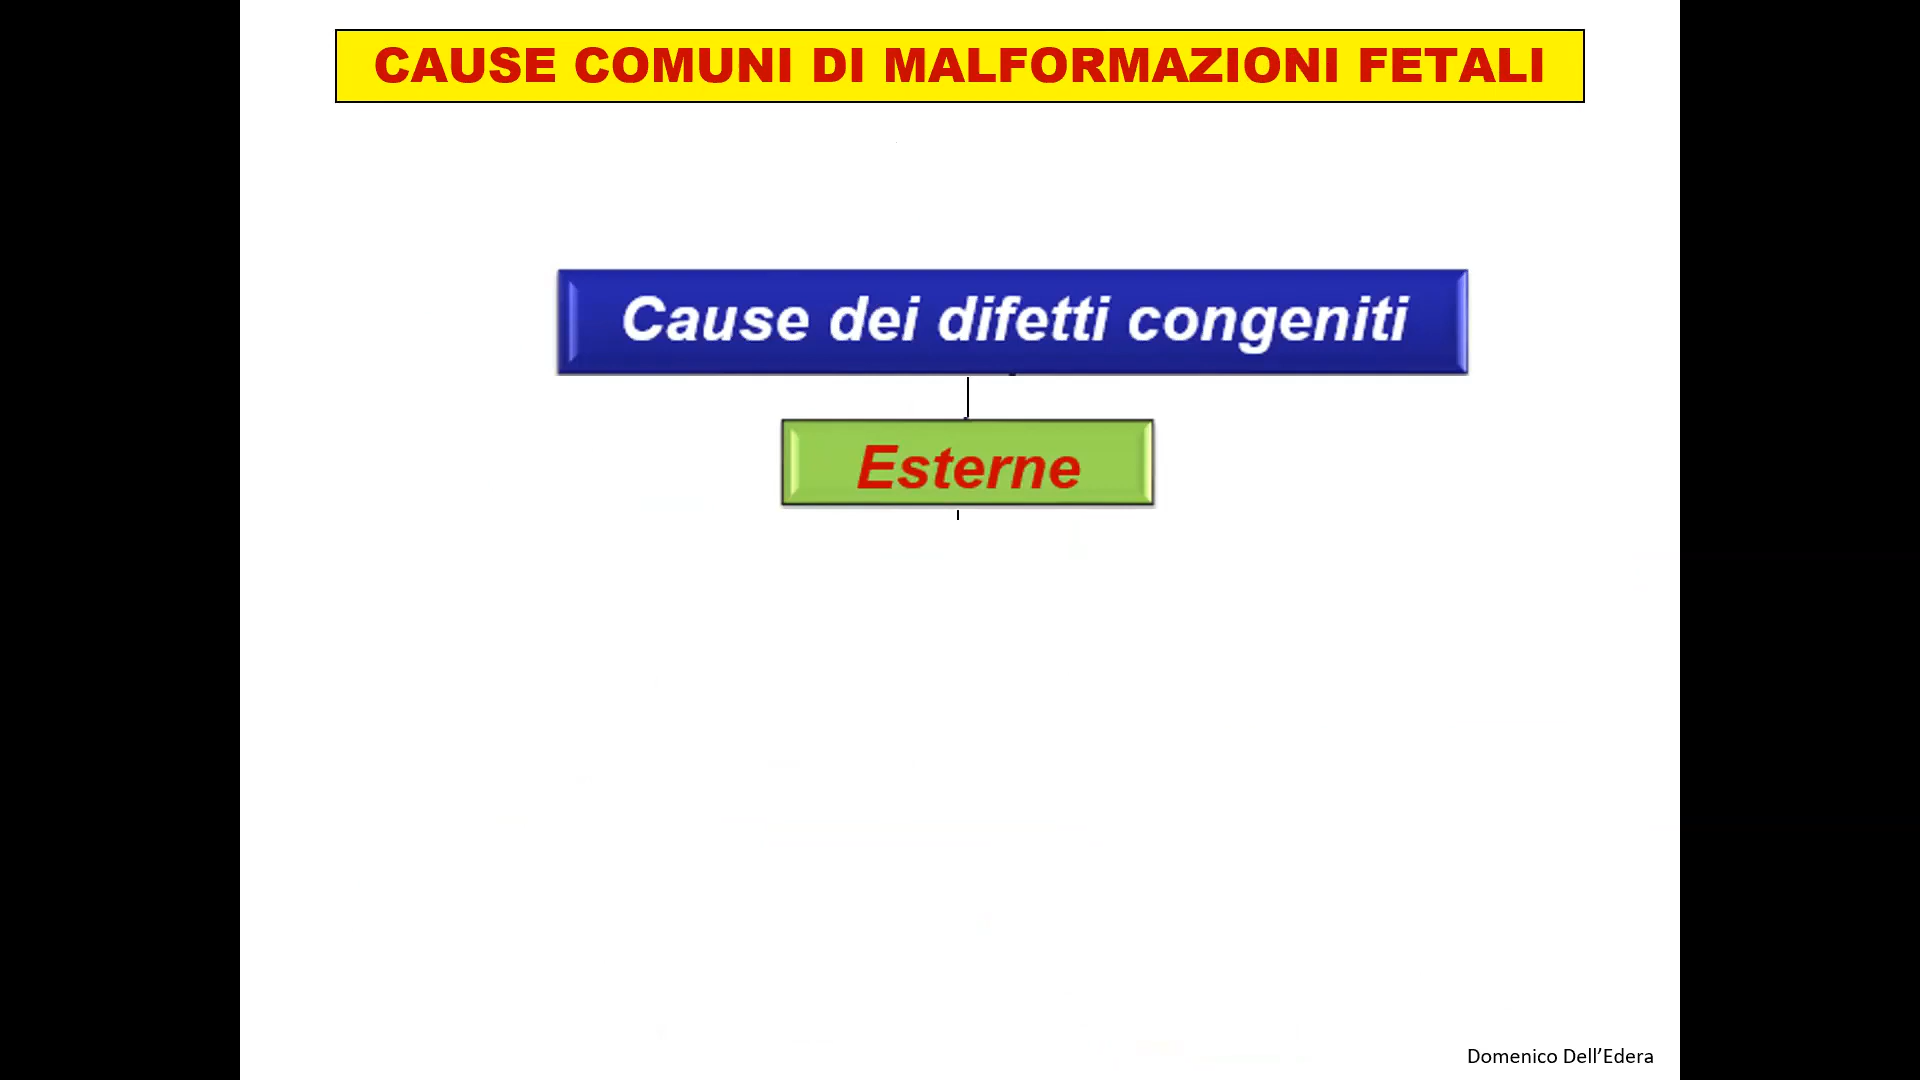 CAUSE COMUNI DI MALFORMAZIONI FETALI
Cause dei difetti congeniti
Esterne
Domenico Dell’Edera